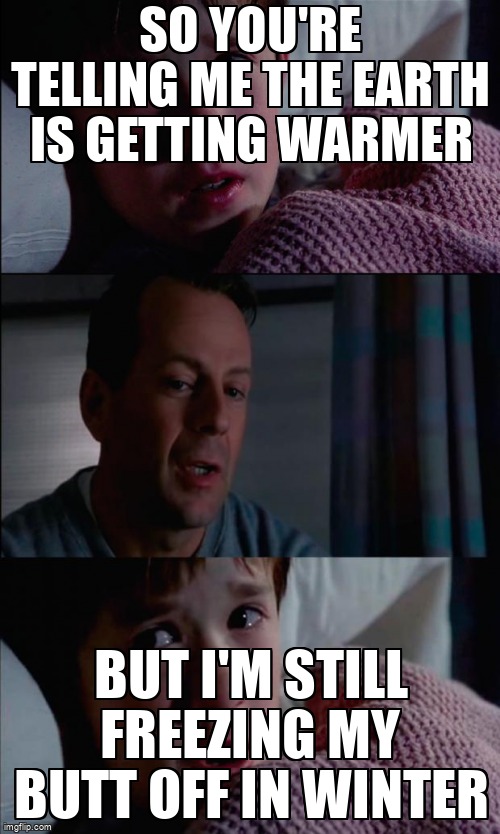 SO YOU'RE
TELLING ME THE EARTH
IS GETTING WARMER
BUT I'M STILL
FREEZING MY
BUTT OFF IN WINTER
imgflip.com